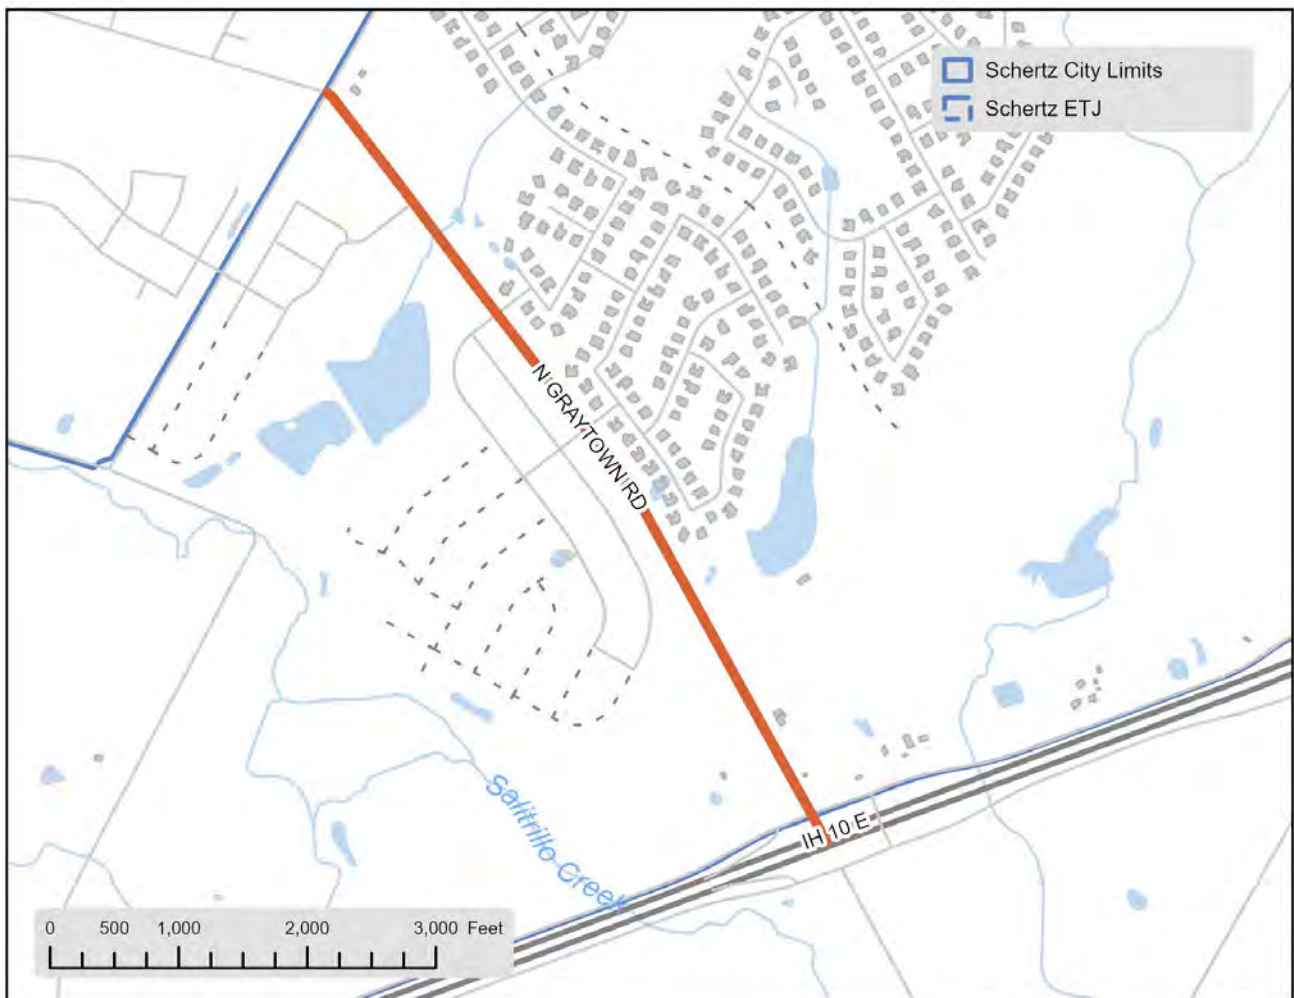 Schertz City Limits
Schertz ETJ
N GRAYTOWN RD
IH 10 E
Salitrillo Creek
0 500 1,000 2,000 3,000 Feet